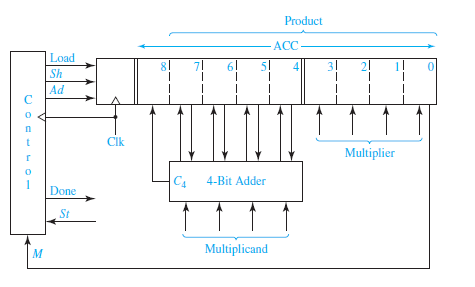 Product
ACC
Load
Sh
Ad
8 7 6 5 4 3 2 1 0
Control
Clk
Multiplier
C4 4-Bit Adder
Done
St
Multiplicand
M